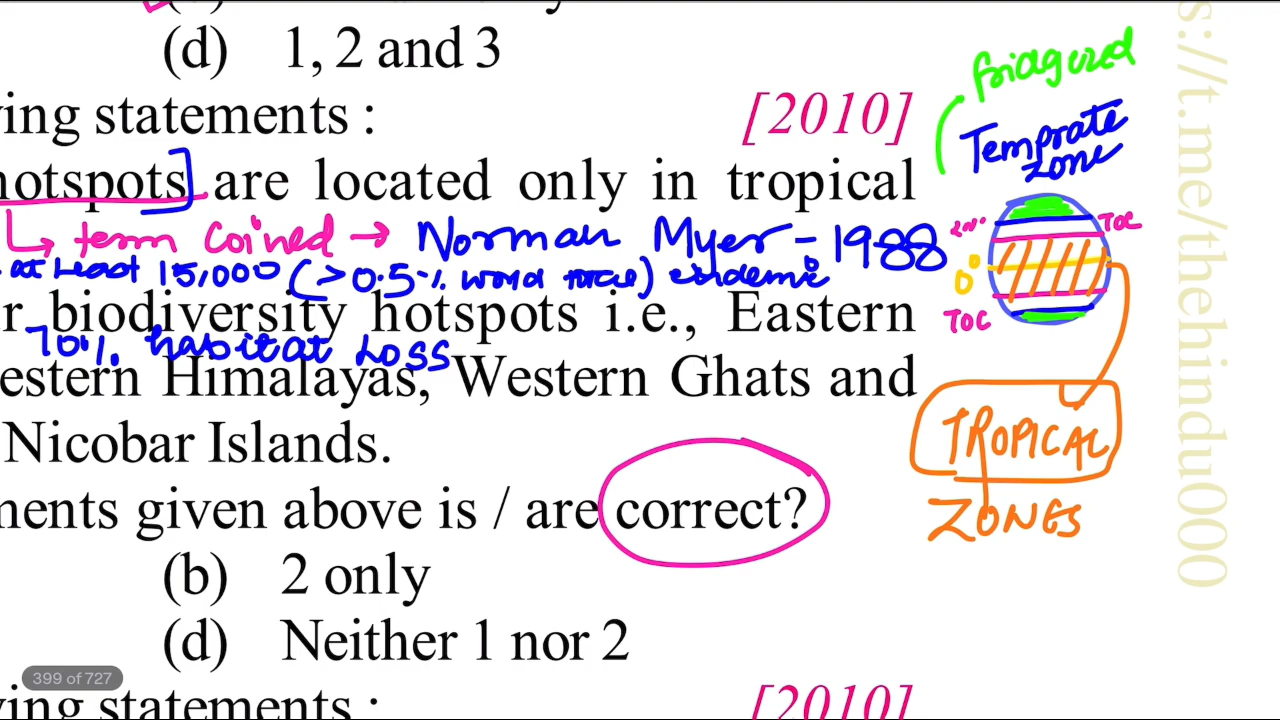 (d) 1, 2 and 3
friagized
ving statements : [2010]
Temprate zone
hotspots] are located only in tropical
term coined → Norman Myer - 1988
TOC
at least 15,000 (>0.5% world total) endemic
0°
r biodiversity hotspots i.e., Eastern
TOC
70% habitat Loss
estern Himalayas, Western Ghats and
Nicobar Islands.
TROPICAL
ZONES
ments given above is / are correct?
(b) 2 only
(d) Neither 1 nor 2
399 of 727
ving statements : [2010]
s://t.me/thehindu000